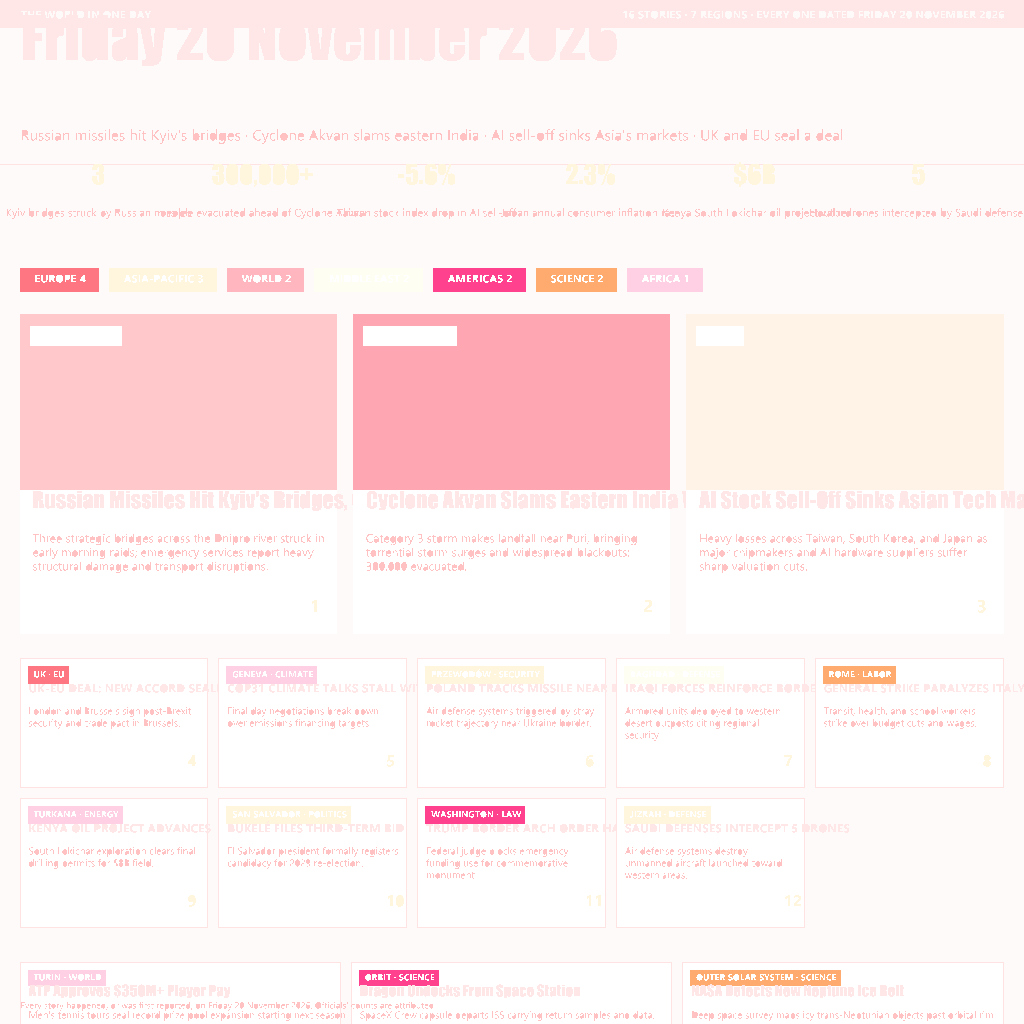 THE WORLD IN ONE DAY
16 STORIES · 7 REGIONS · EVERY ONE DATED FRIDAY 20 NOVEMBER 2026
Friday 20 November 2026
Russian missiles hit Kyiv's bridges · Cyclone Akvan slams eastern India · AI sell-off sinks Asia's markets · UK and EU seal a deal
3
300,000+
-5.6%
2.3%
$6B
5
Kyiv bridges struck by Russian missiles
people evacuated ahead of Cyclone Akvan
Taiwan stock index drop in AI sell-off
annual consumer inflation
Kenya South Lokichar oil project
drones intercepted by Saudi defense
EUROPE 4
ASIA-PACIFIC 3
WORLD 2
AMERICAS 2
SCIENCE 2
AFRICA 1
Russian Missiles Hit Kyiv's Bridges,
Three strategic bridges across the Dnipro river struck in
early morning raids; emergency services report heavy
structural damage and transport disruptions.
1
Cyclone Akvan Slams Eastern India
Category 3 storm makes landfall near Puri, bringing
torrential storm surges and widespread blackouts;
300,000 evacuated.
2
AI Stock Sell-Off Sinks Asian Tech Ma
Heavy losses across Taiwan, South Korea, and Japan as
major chipmakers and AI hardware suppliers suffer
sharp valuation cuts.
3
UK · EU
UK-EU DEAL: NEW ACCORD SEAL
London and Brussels sign post-Brexit
security and trade pact in Brussels.
4
GENEVA · CLIMATE
COP31 CLIMATE TALKS STALL WI
Final day negotiations break down
over emissions financing targets.
5
SECURITY
POLAND TRACKS MISSILE NEAR
Air defense systems triggered by stray
rocket trajectory near Ukraine border.
6
IRAQI FORCES REINFORCE BORDE
Armored units deployed to western
desert outposts citing regional
security.
7
ROME · LABOR
GENERAL STRIKE PARALYZES ITALY
Transit, health, and school workers
strike over budget cuts and wages.
8
TURKANA · ENERGY
KENYA OIL PROJECT ADVANCES
South Lokichar exploration clears final
drilling permits for $6B field.
9
SAN SALVADOR · POLITICS
BUKELE FILES THIRD-TERM BID
El Salvador president formally registers
candidacy for 2029 re-election.
10
WASHINGTON · LAW
TRUMP BORDER ARCH ORDER HA
Federal judge blocks emergency
funding use for commemorative
monument.
11
SAUDI DEFENSES INTERCEPT 5 DRONES
Air defense systems destroy
unmanned aircraft launched toward
western areas.
12
TURIN · WORLD
ATP Approves $350M+ Player Pay
Men's tennis tours seal record prize pool expansion starting next season.
ORBIT · SCIENCE
Dragon Undocks From Space Station
SpaceX Crew capsule departs ISS carrying return samples and data.
OUTER SOLAR SYSTEM · SCIENCE
NASA Detects New Neptune Ice Belt
Deep space survey maps icy trans-Neptunian objects past orbital rim.
Every story happened, or was first reported, on Friday 20 November 2026. Officials' counts are attributed.